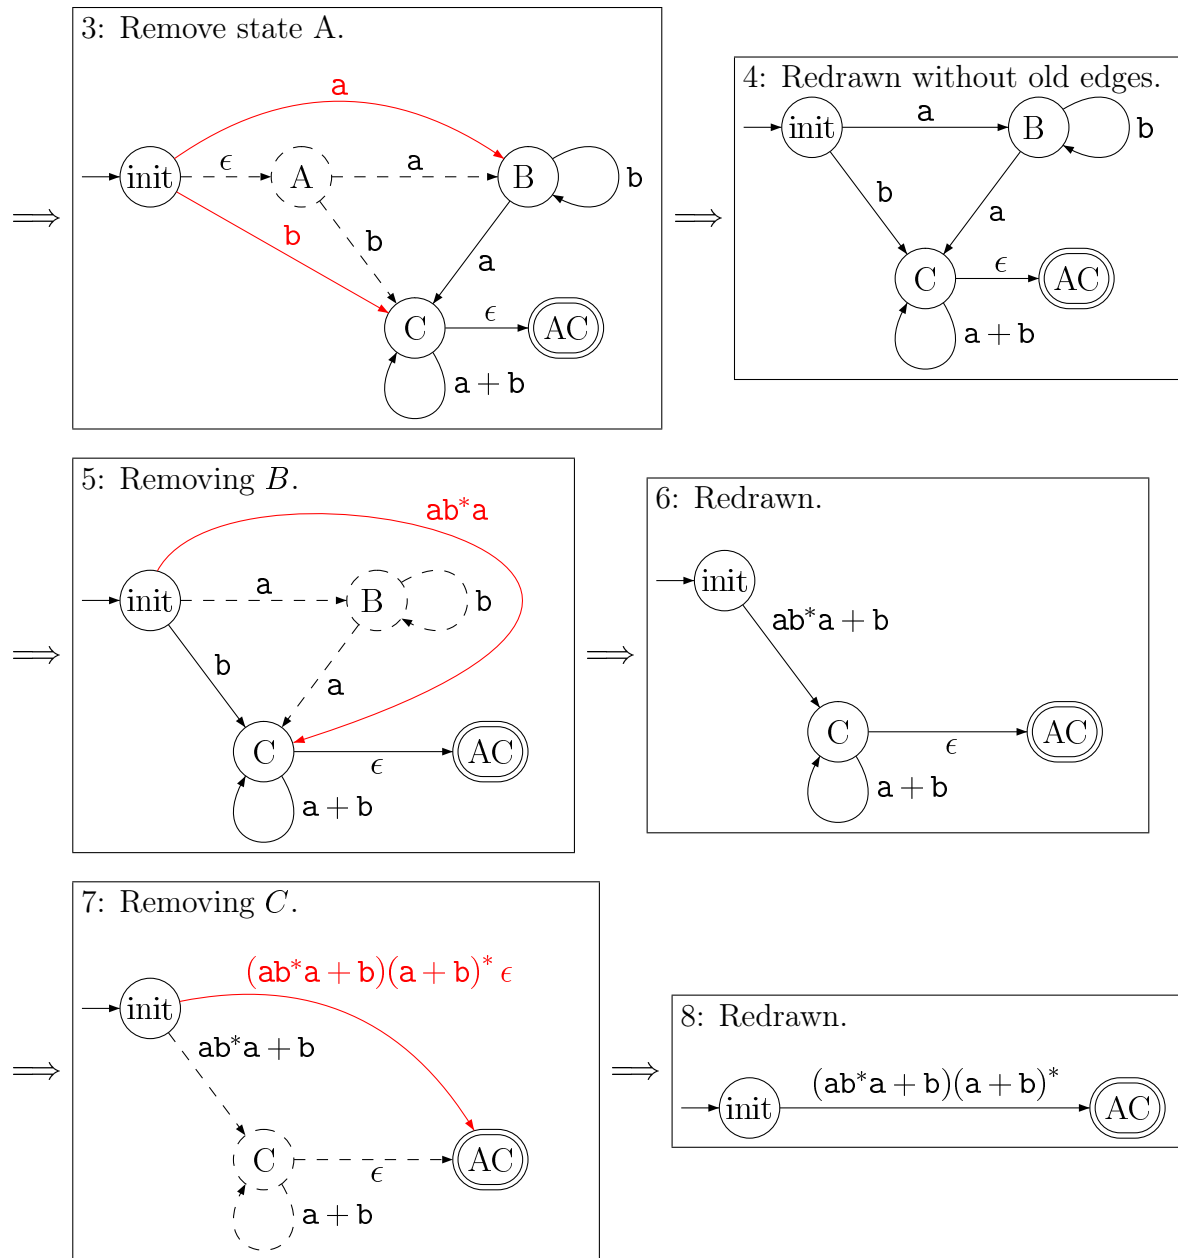 3: Remove state A.
a
init
ϵ
A
a
B
b
b
b
a
C
ϵ
AC
a + b
⟹
⟹
4: Redrawn without old edges.
init
a
B
b
b
a
C
ϵ
AC
a + b
⟹
5: Removing B.
ab*a
init
a
B
b
b
a
C
ϵ
AC
a + b
⟹
6: Redrawn.
init
ab*a + b
C
ϵ
AC
a + b
⟹
7: Removing C.
(ab*a + b)(a + b)* ϵ
init
ab*a + b
C
ϵ
AC
a + b
⟹
8: Redrawn.
init
(ab*a + b)(a + b)*
AC